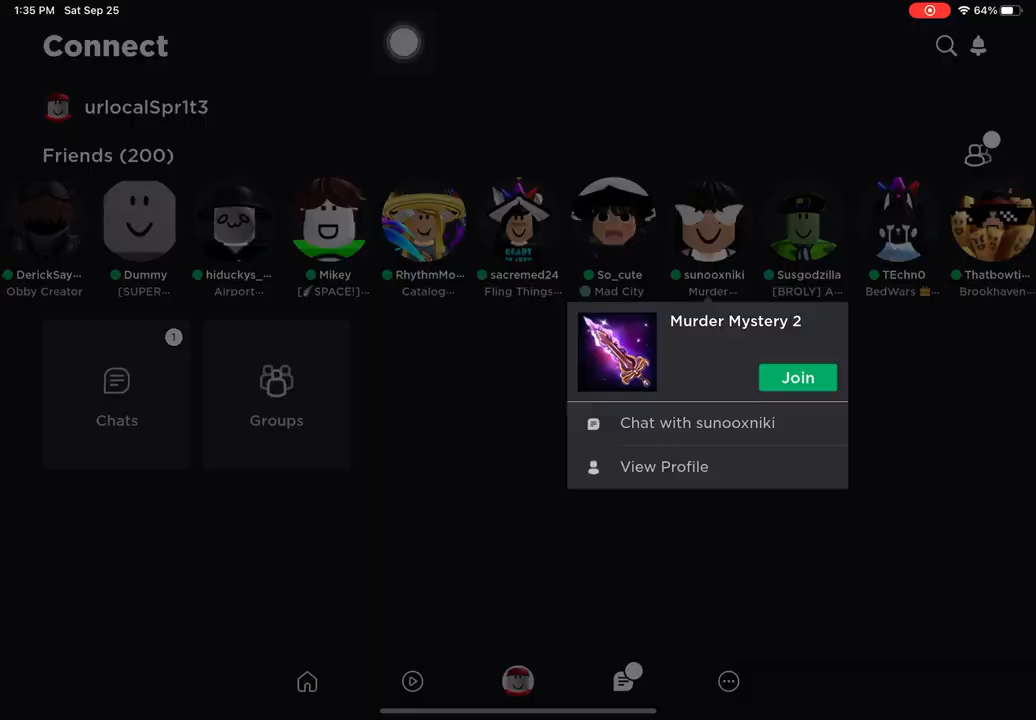 1:35 PM Sat Sep 25
64%
Connect
urlocalSpr1t3
Friends (200)
DerickSay...
Dummy
hiduckys_...
Mikey
RhythmMo...
sacremed24
So_cute
sunooxniki
Susgodzilla
TEchn0
Thatbowti...
Obby Creator
[SUPER...
Airport...
[🚀SPACE!]...
Catalog...
Fling Things...
Mad City
Murder...
[BROLY] A...
BedWars
Brookhaven...
READY
Murder Mystery 2
Join
1
Chats
Groups
Chat with sunooxniki
View Profile